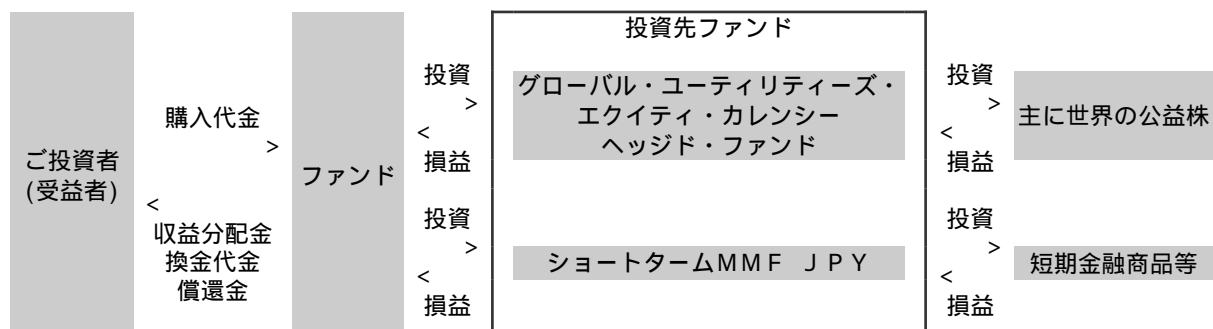 投資先ファンド
ご投資者
(受益者)
購入代金
>
<
収益分配金
換金代金
償還金
ファンド
投資
>
<
損益
グローバル・ユーティリティーズ・
エクイティ・カレンシー
ヘッジド・ファンド
投資
>
<
損益
主に世界の公益株
投資
>
<
損益
ショートタームＭＭＦ　ＪＰＹ
投資
>
<
損益
短期金融商品等